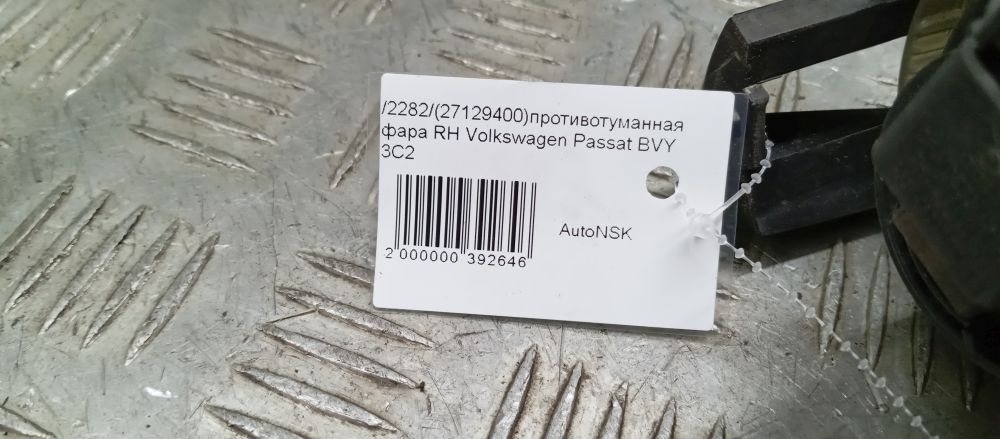 /2282/(27129400)противотуманная
фара RH Volkswagen Passat BVY
3C2
AutoNSK
2 000000 392646